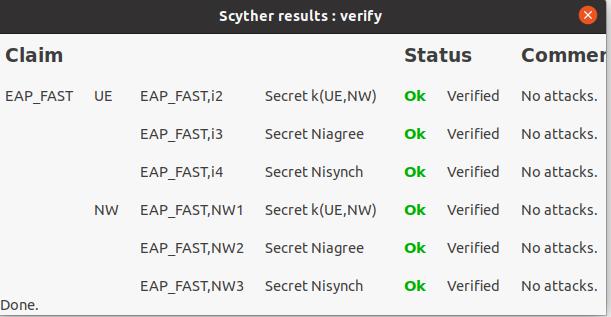 Scyther results : verify
Claim Status Commer
EAP_FAST UE EAP_FAST,i2 Secret k(UE,NW) Ok Verified No attacks.
EAP_FAST,i3 Secret Niagree Ok Verified No attacks.
EAP_FAST,i4 Secret Nisynch Ok Verified No attacks.
NW EAP_FAST,NW1 Secret k(UE,NW) Ok Verified No attacks.
EAP_FAST,NW2 Secret Niagree Ok Verified No attacks.
EAP_FAST,NW3 Secret Nisynch Ok Verified No attacks.
Done.